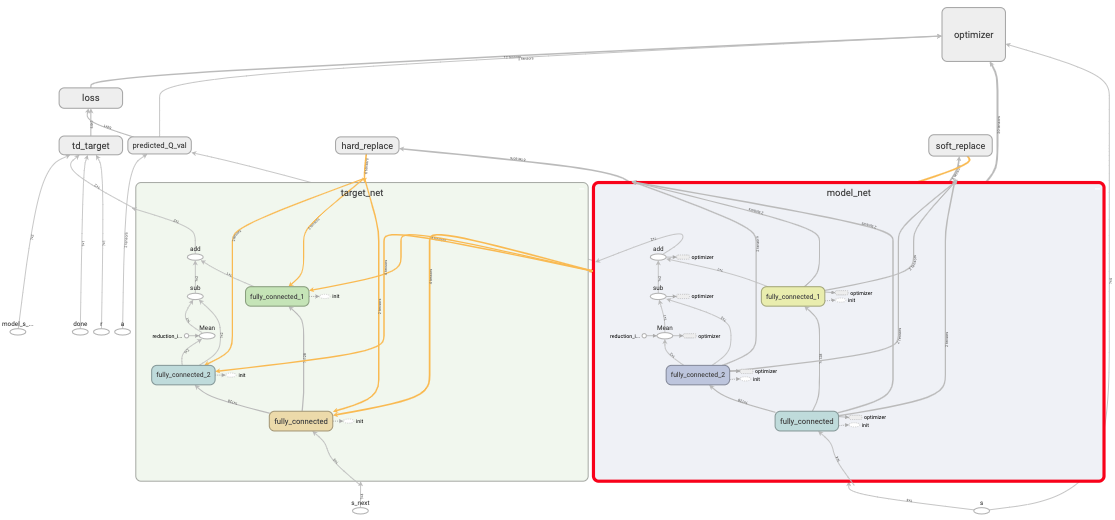 optimizer
loss
td_target
predicted_Q_val
hard_replace
soft_replace
target_net
model_net
add
add
optimizer
sub
fully_connected_1
init
sub
optimizer
fully_connected_1
optimizer
init
model_s_...
done
r
a
Mean
reduction_i...
Mean
reduction_i...
optimizer
fully_connected_2
init
fully_connected_2
optimizer
init
fully_connected
init
fully_connected
optimizer
init
s_next
s